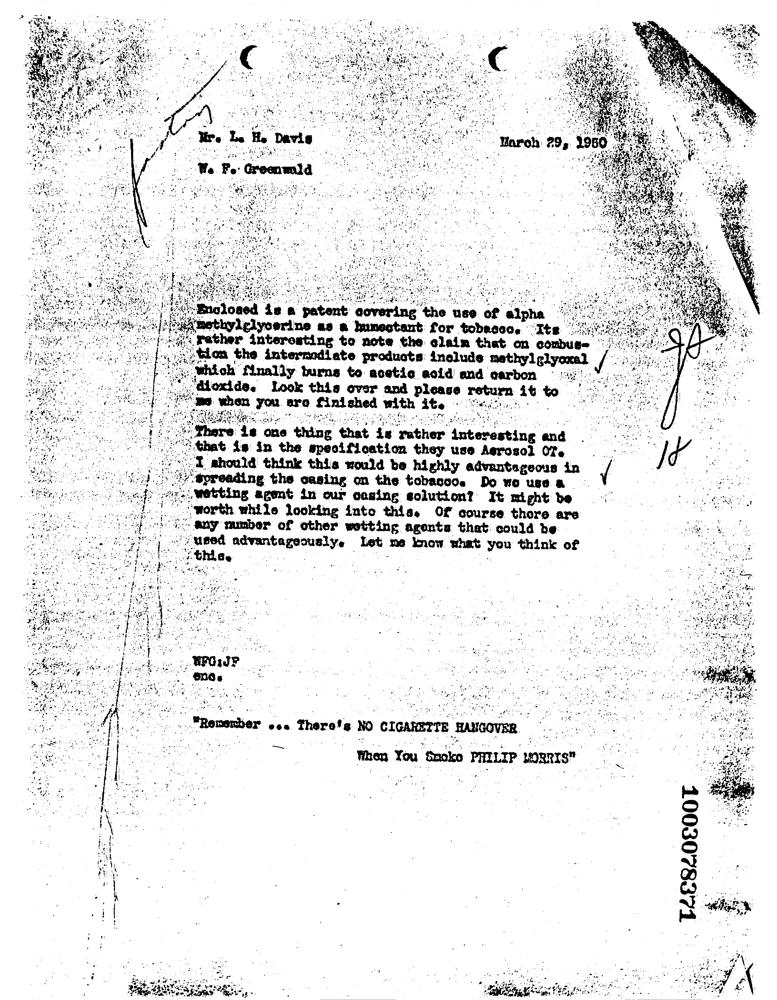 Mr. L. H. Davis
March 29, 1950
W. F. Greenwald
Enclosed is a patent covering the use of alpha
methylglycerine as a humectant for tobacco. Its
rather interesting to note the claim that on combus-
tion the intermediate products include methylglyoxal
which finally burns to acetic acid and carbon
dioxide. Look this over and please return it to
me when you are finished with it.
There is one thing that is rather interesting and
that is in the specification they use Aerosol OT.
I should think this would be highly advantageous in
spreading the casing on the tobacco. Do we use a
wetting agent in our casing solution? It might be
worth while looking into this. Of course there are
any number of other wetting agents that could be
used advantageously. Let me know what you think of
this.
WFG:JF
enc.
"Remember ... There's NO CIGARETTE HANGOVER
When You Smoke PHILIP MORRIS"
1003078371